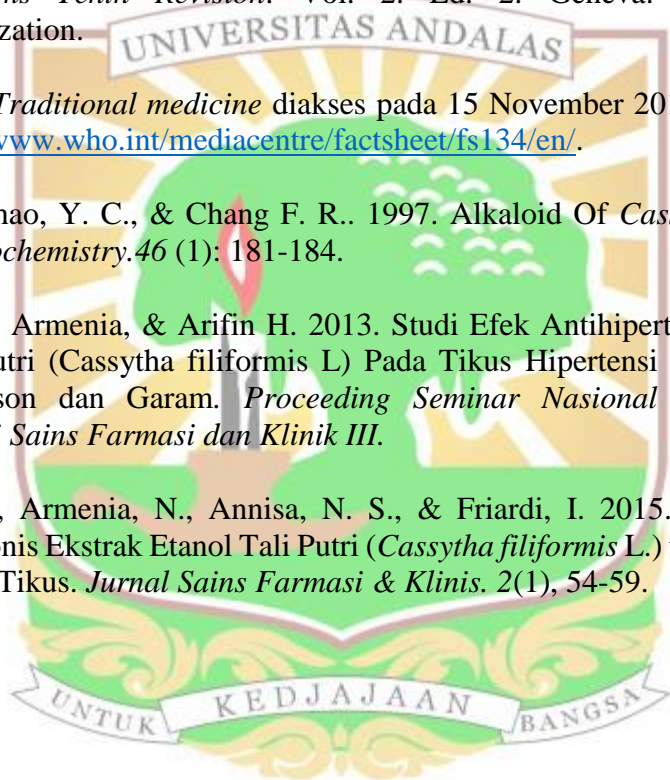 ns Tenth Revision. Vol. 2. Ed. 2. Geneva.
zation.
UNIVERSITAS ANDALAS
Traditional medicine diakses pada 15 November 20
www.who.int/mediacentre/factsheet/fs134/en/.
hao, Y. C., & Chang F. R.. 1997. Alkaloid Of Cas
ochemistry.46 (1): 181-184.
Armenia, & Arifin H. 2013. Studi Efek Antihipert
utri (Cassytha filiformis L) Pada Tikus Hipertensi
son dan Garam. Proceeding Seminar Nasional
Sains Farmasi dan Klinik III.
, Armenia, N., Annisa, N. S., & Friardi, I. 2015.
onis Ekstrak Etanol Tali Putri (Cassytha filiformis L.)
Tikus. Jurnal Sains Farmasi & Klinis. 2(1), 54-59.
UNTUK KEDJAJAAN BANGSA